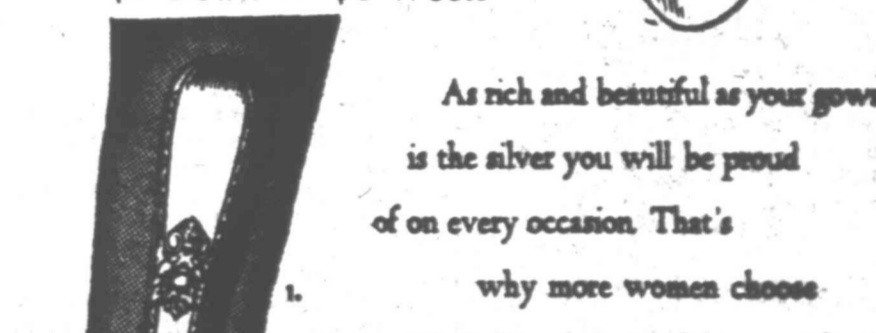 As rich and beautiful as your gown
is the silver you will be proud
of on every occasion. That's
why more women choose
1.